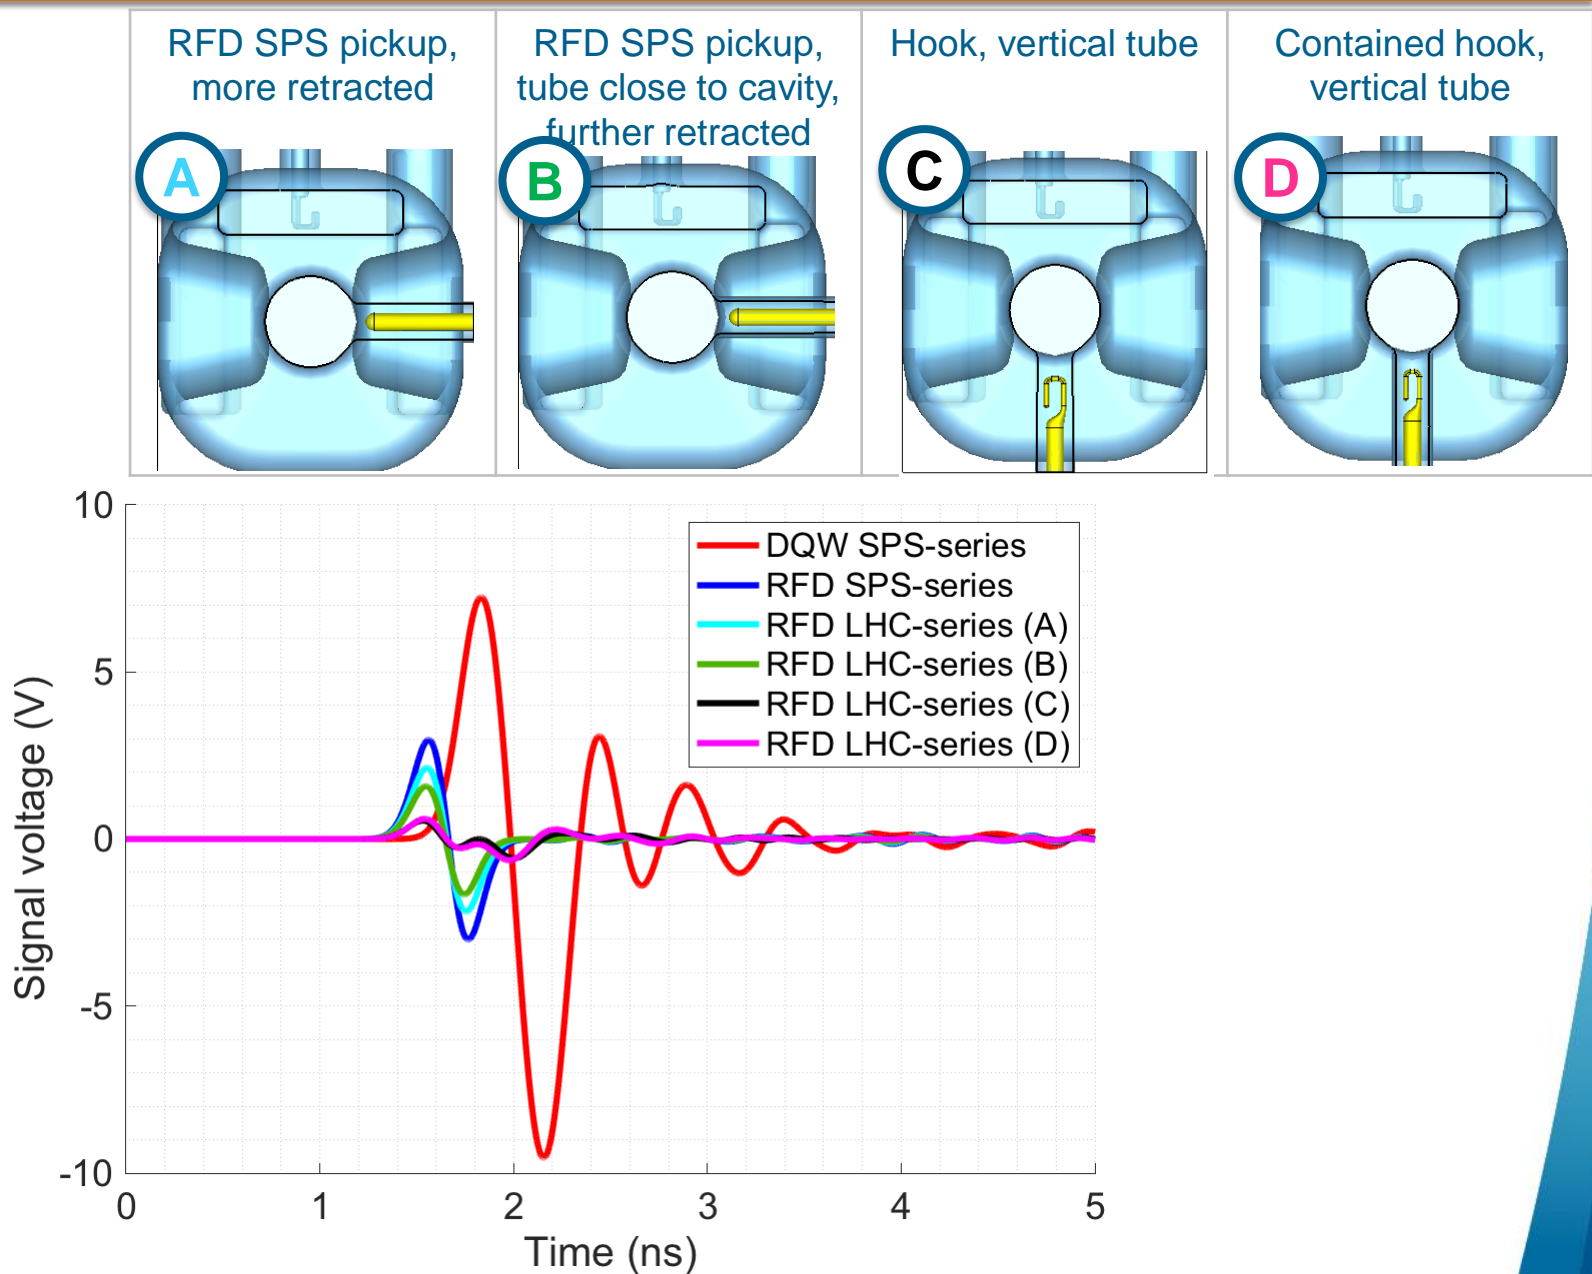 RFD SPS pickup,
more retracted
RFD SPS pickup,
tube close to cavity,
further retracted
Hook, vertical tube
Contained hook,
vertical tube
A
B
C
D
10
5
0
-5
-10
Signal voltage (V)
DQW SPS-series
RFD SPS-series
RFD LHC-series (A)
RFD LHC-series (B)
RFD LHC-series (C)
RFD LHC-series (D)
0 1 2 3 4 5
Time (ns)